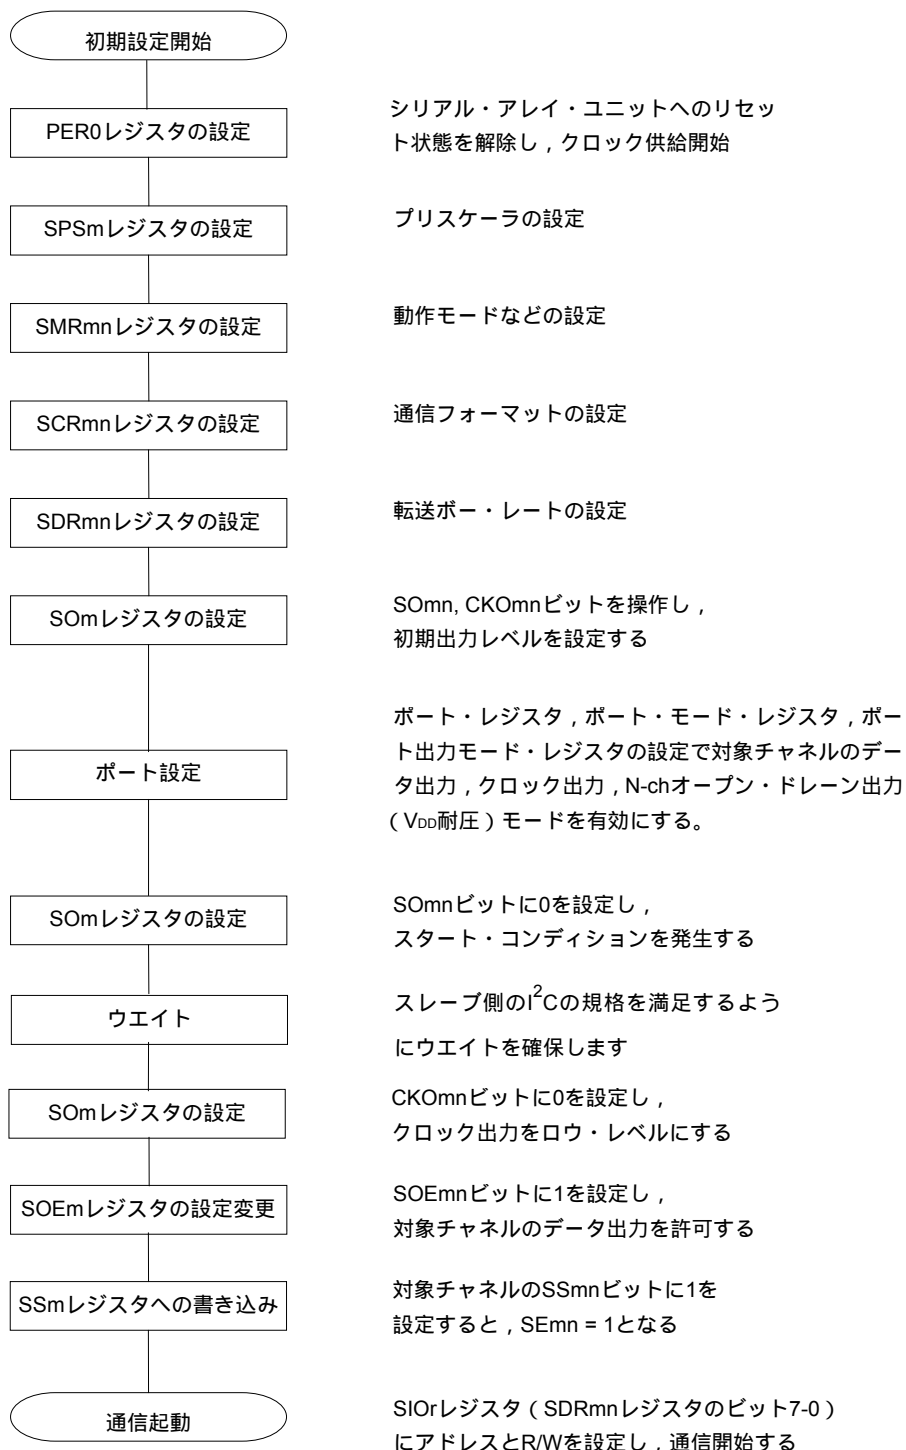 初期設定開始
PER0レジスタの設定
シリアル・アレイ・ユニットへのリセッ
ト状態を解除し，クロック供給開始
SPSmレジスタの設定
プリスケーラの設定
SMRmnレジスタの設定
動作モードなどの設定
SCRmnレジスタの設定
通信フォーマットの設定
SDRmnレジスタの設定
転送ボー・レートの設定
SOmレジスタの設定
SOmn, CKOmnビットを操作し，
初期出力レベルを設定する
ポート設定
ポート・レジスタ，ポート・モード・レジスタ，ポー
ト出力モード・レジスタの設定で対象チャネルのデー
タ出力，クロック出力，N-chオープン・ドレーン出力
（VDD耐圧）モードを有効にする。
SOmレジスタの設定
SOmnビットに0を設定し，
スタート・コンディションを発生する
ウエイト
スレーブ側のI²Cの規格を満足するよう
にウエイトを確保します
SOmレジスタの設定
CKOmnビットに0を設定し，
クロック出力をロウ・レベルにする
SOEmレジスタの設定変更
SOEmnビットに1を設定し，
対象チャネルのデータ出力を許可する
SSmレジスタへの書き込み
対象チャネルのSSmnビットに1を
設定すると，SEmn = 1となる
通信起動
SIOrレジスタ（SDRmnレジスタのビット7-0）
にアドレスとR/Wを設定し，通信開始する